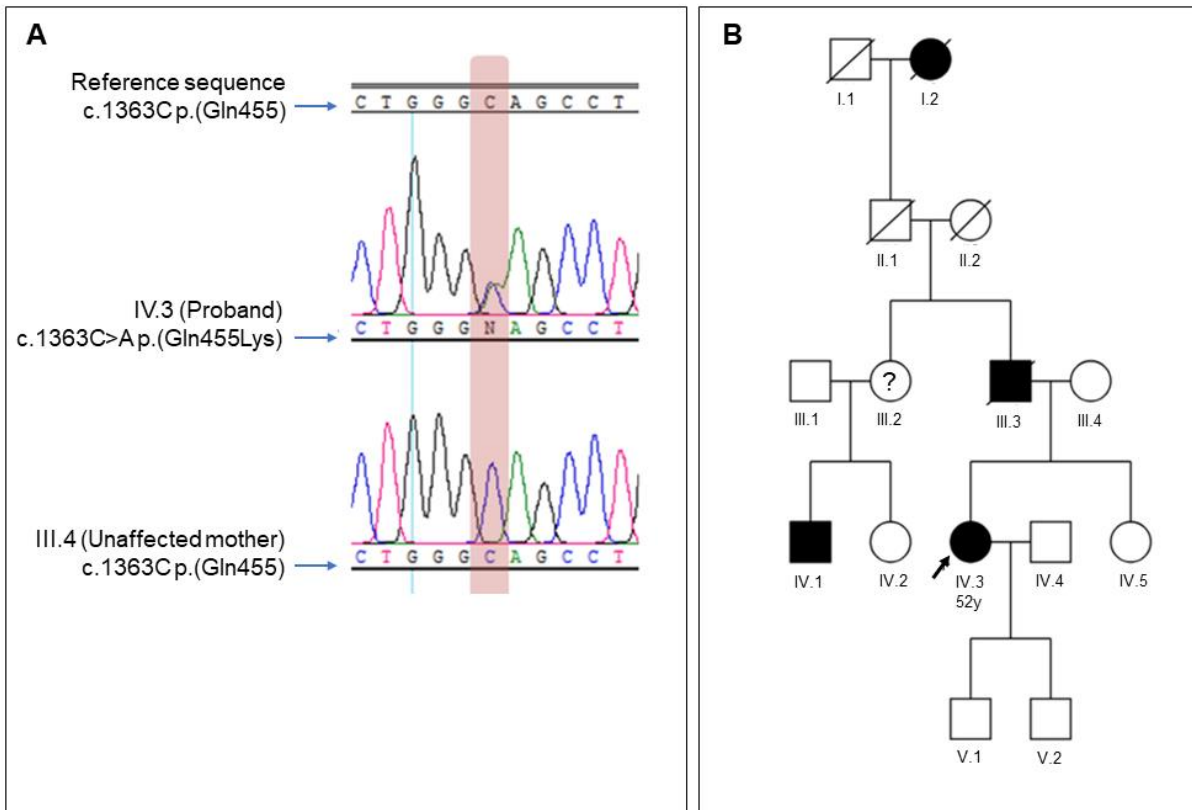 A
Reference sequence
c.1363C p.(Gln455)
C T G G G C A G C C T
IV.3 (Proband)
c.1363C>A p.(Gln455Lys)
C T G G G N A G C C T
III.4 (Unaffected mother)
c.1363C p.(Gln455)
C T G G G C A G C C T
B
I.1 I.2
II.1 II.2
?
III.1 III.2 III.3 III.4
IV.1 IV.2 IV.3 IV.4 IV.5
52y
V.1 V.2